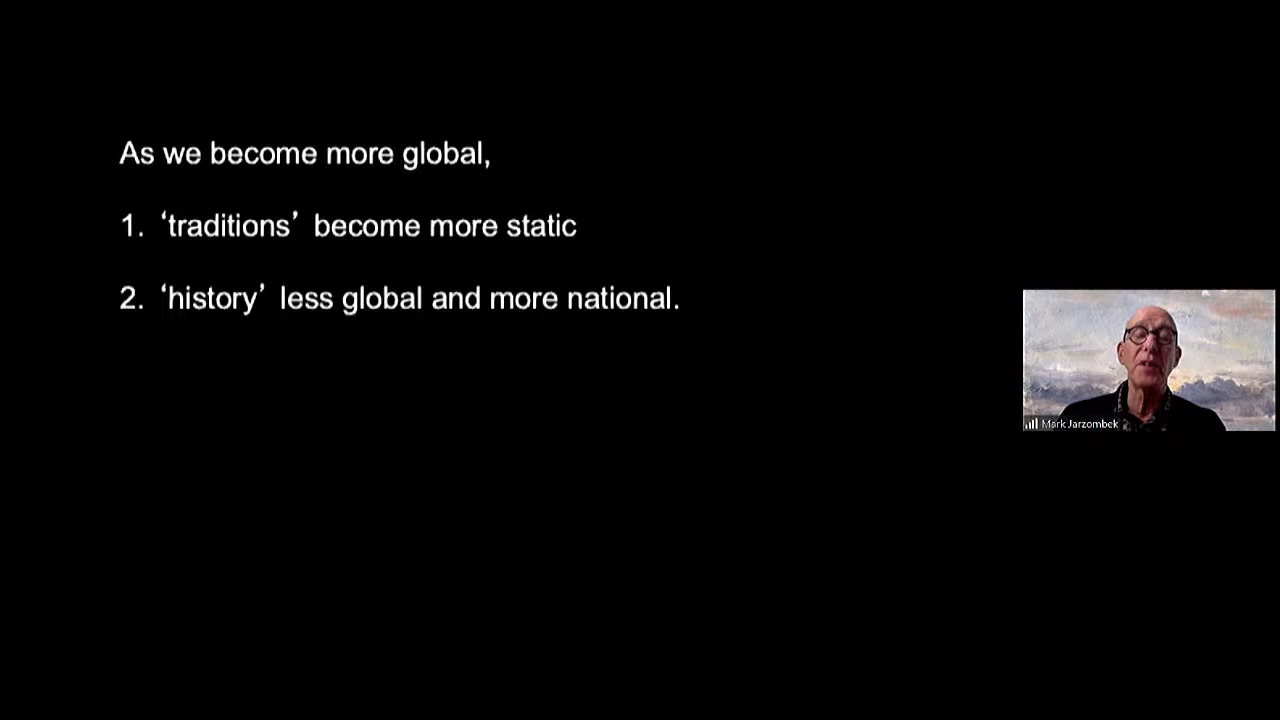 As we become more global,
1. ‘traditions’ become more static
2. ‘history’ less global and more national.
Mark Jarzombek